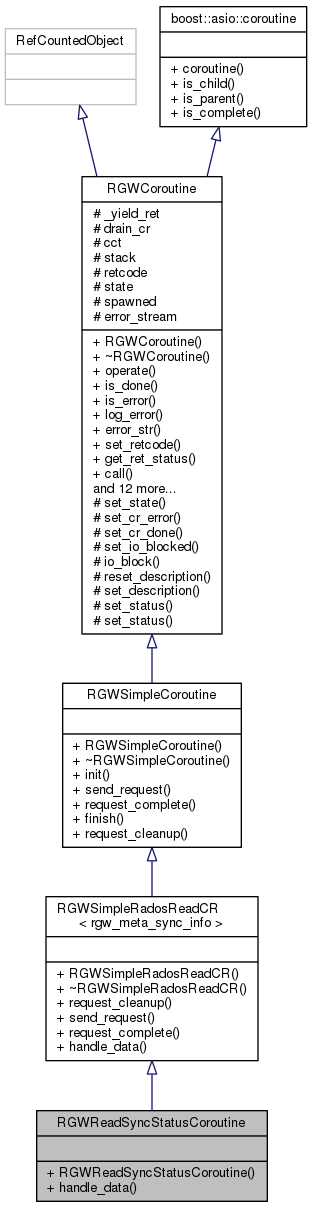 RefCountedObject
boost::asio::coroutine
+ coroutine()
+ is_child()
+ is_parent()
+ is_complete()
RGWCoroutine
# _yield_ret
# drain_cr
# cct
# stack
# retcode
# state
# spawned
# error_stream
+ RGWCoroutine()
+ ~RGWCoroutine()
+ operate()
+ is_done()
+ is_error()
+ log_error()
+ error_str()
+ set_retcode()
+ get_ret_status()
+ call()
and 12 more...
# set_state()
# set_cr_error()
# set_cr_done()
# set_io_blocked()
# io_block()
# reset_description()
# set_description()
# set_status()
# set_status()
RGWSimpleCoroutine
+ RGWSimpleCoroutine()
+ ~RGWSimpleCoroutine()
+ init()
+ send_request()
+ request_complete()
+ finish()
+ request_cleanup()
RGWSimpleRadosReadCR
< rgw_meta_sync_info >
+ RGWSimpleRadosReadCR()
+ ~RGWSimpleRadosReadCR()
+ request_cleanup()
+ send_request()
+ request_complete()
+ handle_data()
RGWReadSyncStatusCoroutine
+ RGWReadSyncStatusCoroutine()
+ handle_data()